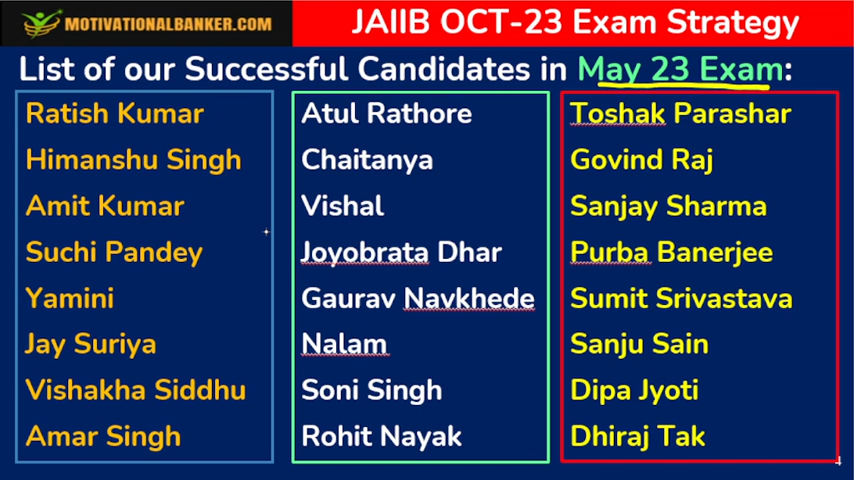 MOTIVATIONALBANKER.COM
JAIIB OCT-23 Exam Strategy
List of our Successful Candidates in May 23 Exam:
Ratish Kumar
Himanshu Singh
Amit Kumar
Suchi Pandey
Yamini
Jay Suriya
Vishakha Siddhu
Amar Singh
Atul Rathore
Chaitanya
Vishal
Joyobrata Dhar
Gaurav Navkhede
Nalam
Soni Singh
Rohit Nayak
Toshak Parashar
Govind Raj
Sanjay Sharma
Purba Banerjee
Sumit Srivastava
Sanju Sain
Dipa Jyoti
Dhiraj Tak
4